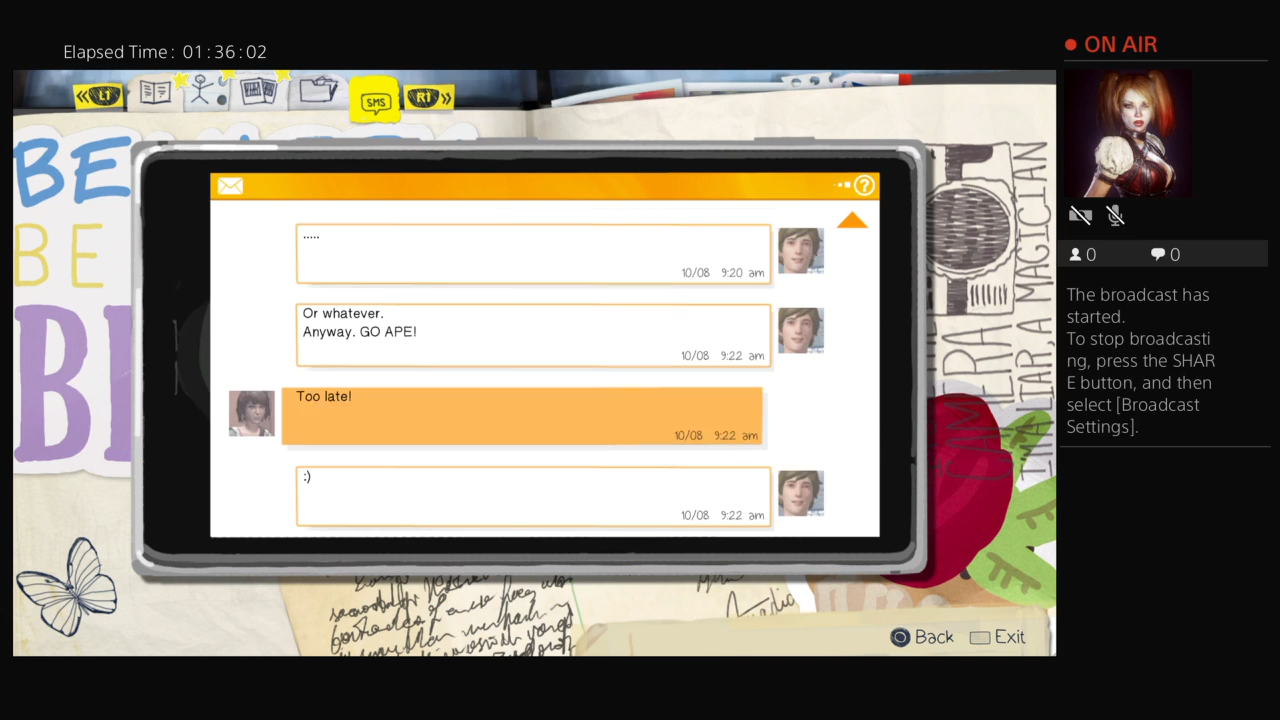 Elapsed Time: 01:36:02
ON AIR
L1
SMS
R1
BE
BE
?
.....
10/08 9:20 am
Or whatever.
Anyway. GO APE!
10/08 9:22 am
Too late!
10/08 9:22 am
:)
10/08 9:22 am
CAMERA
LIAR, A MAGICIAN
0
0
The broadcast has
started.
To stop broadcasti
ng, press the SHAR
E button, and then
select [Broadcast
Settings].
Back
Exit